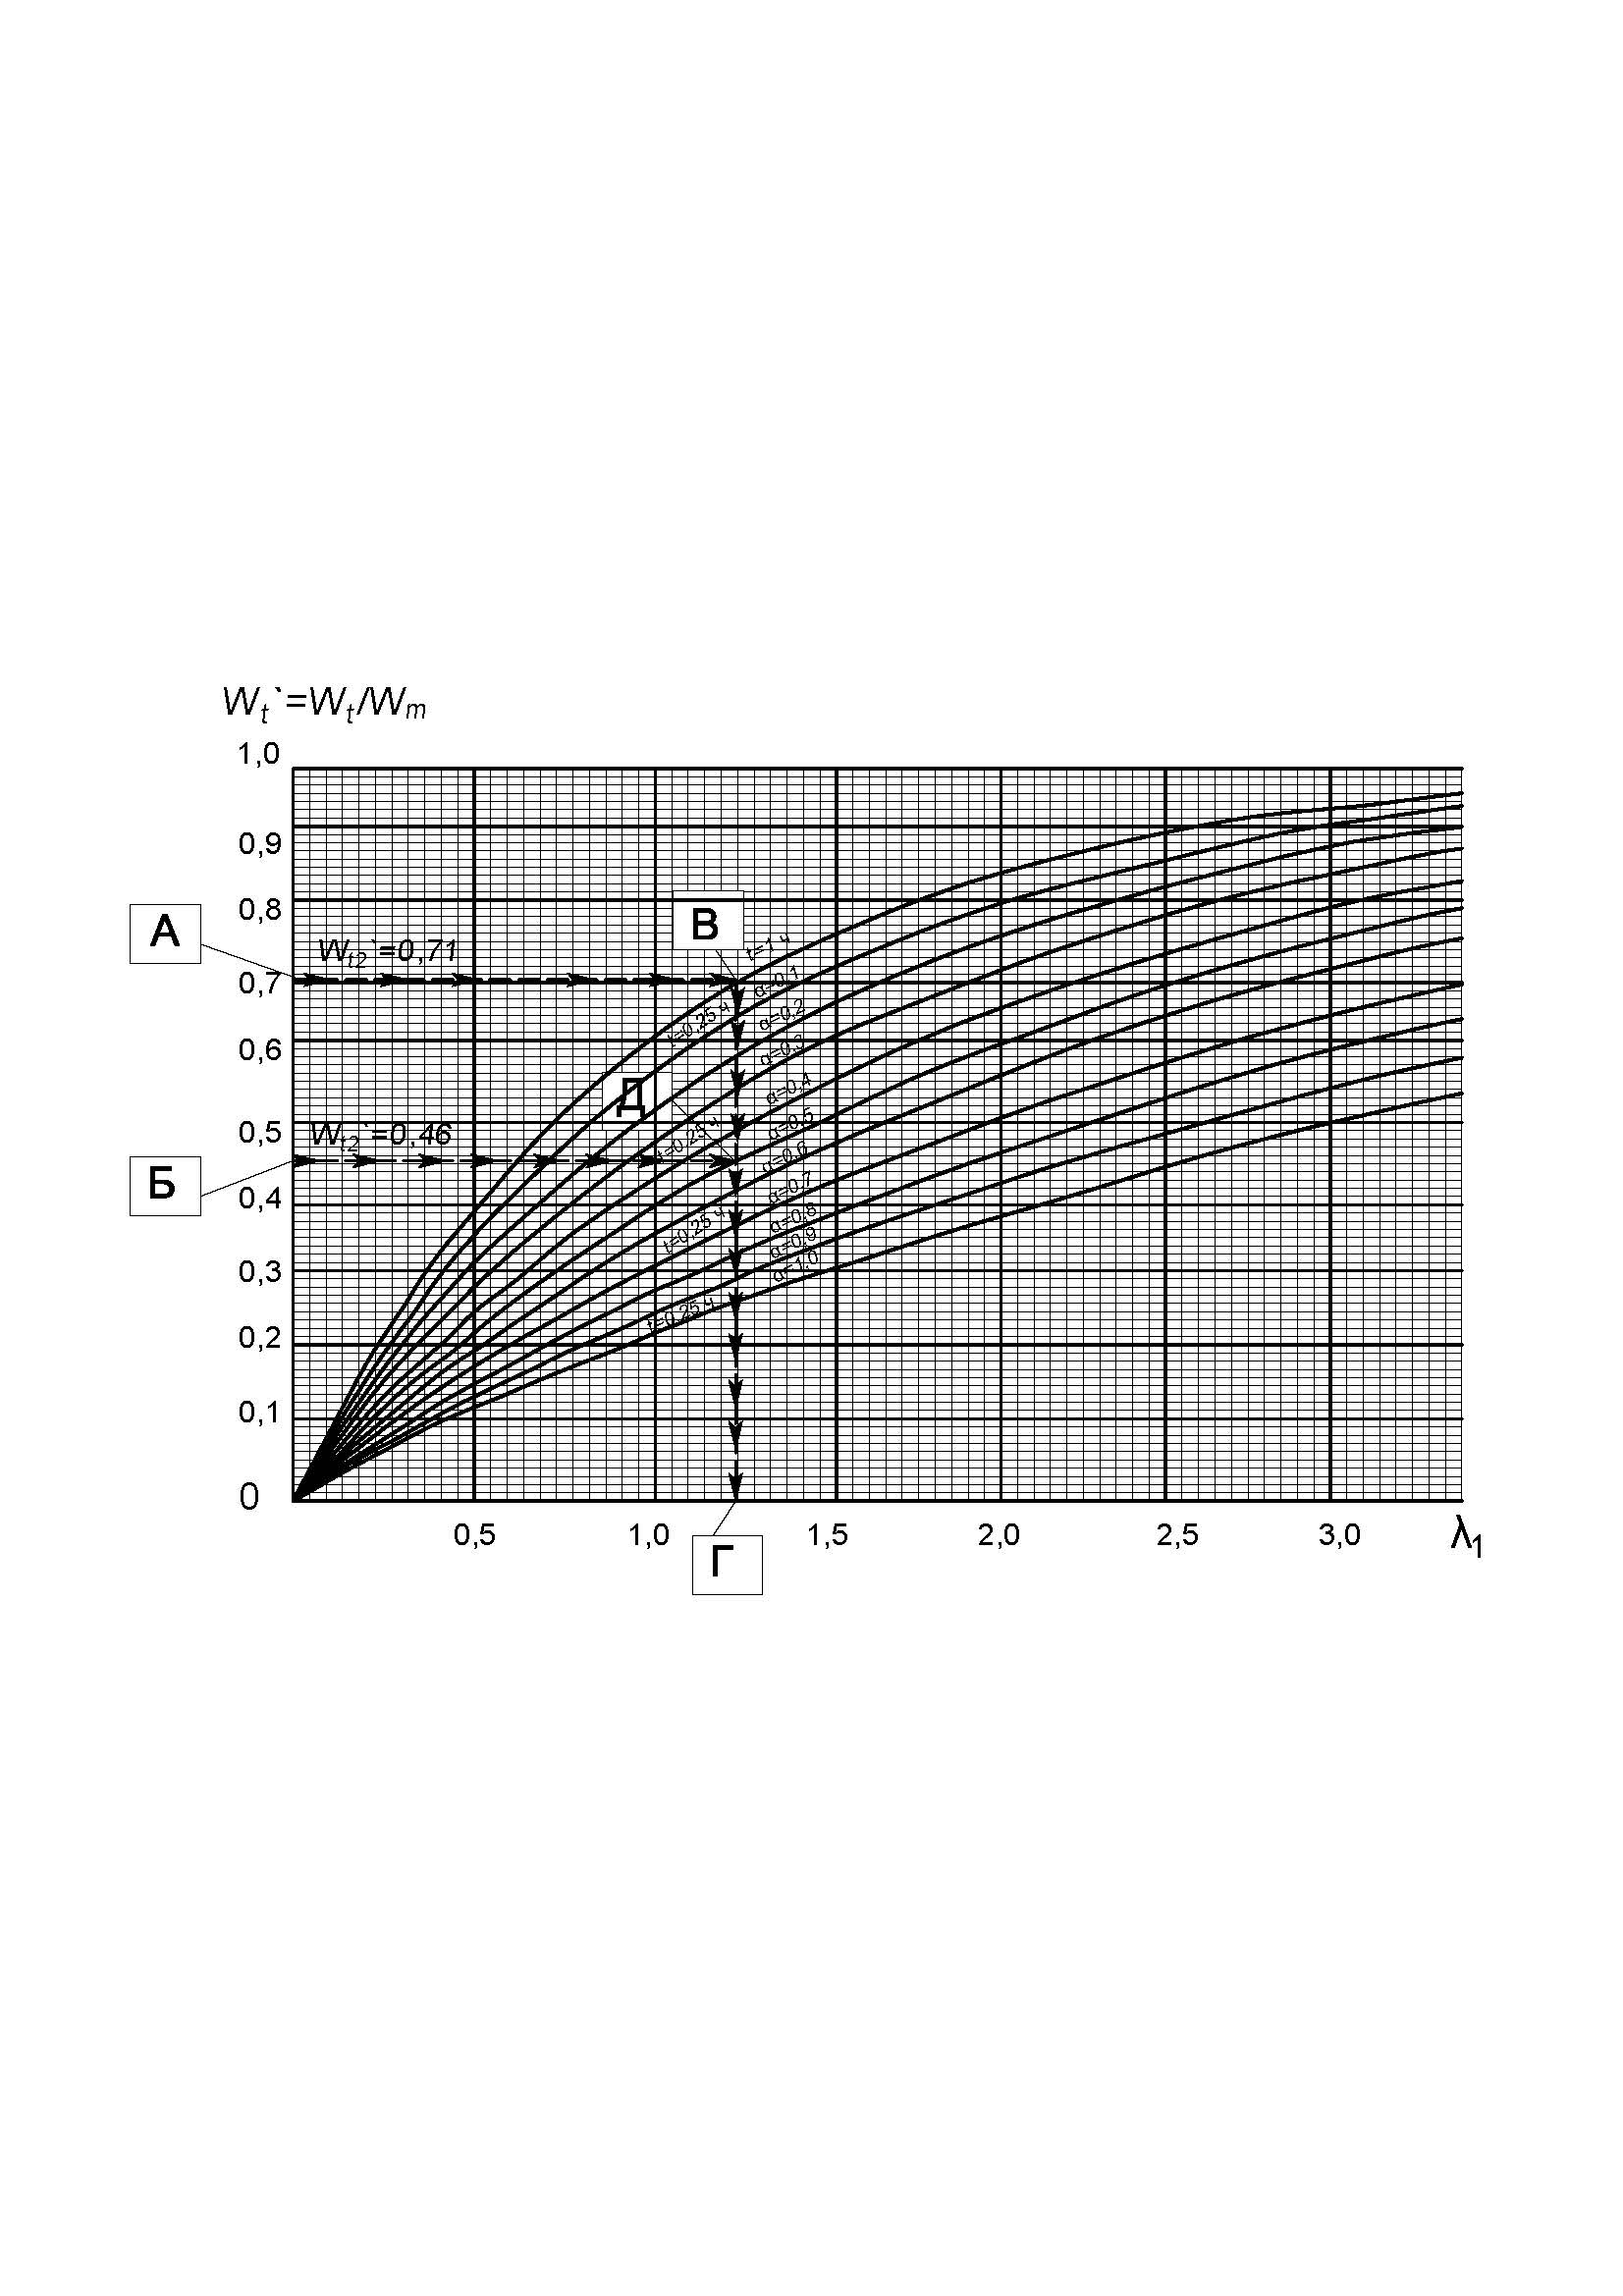 Wt`=Wt/Wm
1,0
0,9
0,8
0,7
0,6
0,5
0,4
0,3
0,2
0,1
0
А
Wt2`=0,71
В
t=1 ч
α=0,1
t=0,25 ч
α=0,2
α=0,3
Д
α=0,4
Wt2`=0,46
t=0,25 ч
α=0,5
α=0,6
Б
α=0,7
t=0,25 ч
α=0,8
α=0,9
α=1,0
t=0,25 ч
0,5 1,0 1,5 2,0 2,5 3,0 λ1
Г